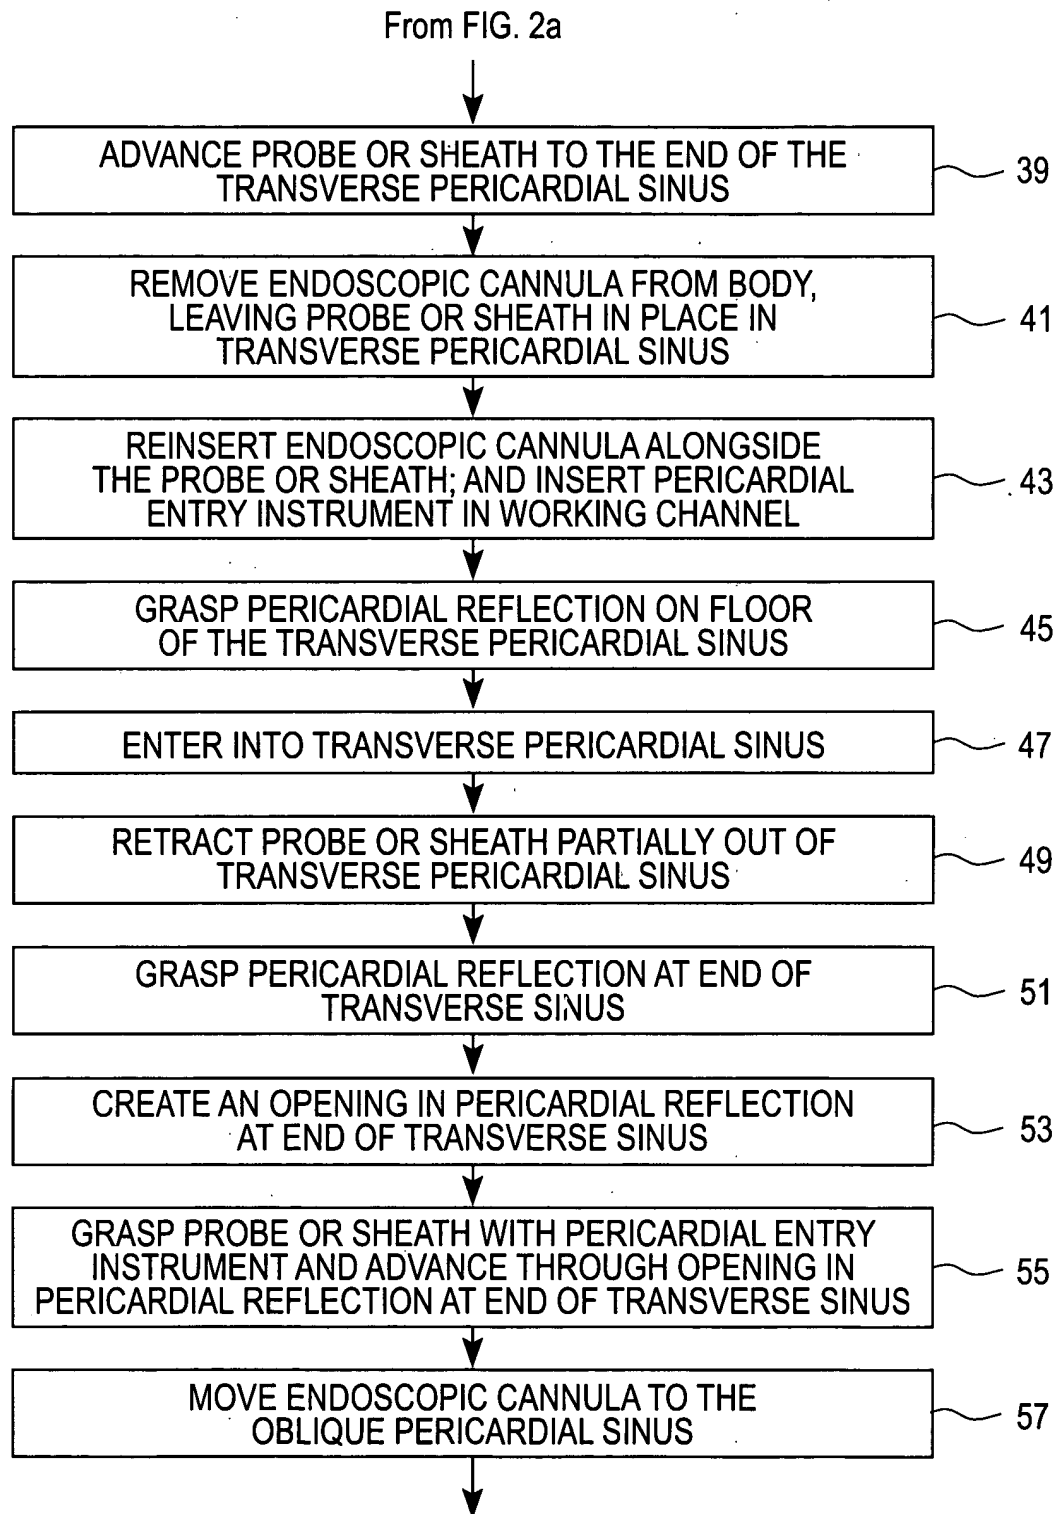 From FIG. 2a
ADVANCE PROBE OR SHEATH TO THE END OF THE
TRANSVERSE PERICARDIAL SINUS
39
REMOVE ENDOSCOPIC CANNULA FROM BODY,
LEAVING PROBE OR SHEATH IN PLACE IN
TRANSVERSE PERICARDIAL SINUS
41
REINSERT ENDOSCOPIC CANNULA ALONGSIDE
THE PROBE OR SHEATH; AND INSERT PERICARDIAL
ENTRY INSTRUMENT IN WORKING CHANNEL
43
GRASP PERICARDIAL REFLECTION ON FLOOR
OF THE TRANSVERSE PERICARDIAL SINUS
45
ENTER INTO TRANSVERSE PERICARDIAL SINUS
47
RETRACT PROBE OR SHEATH PARTIALLY OUT OF
TRANSVERSE PERICARDIAL SINUS
49
GRASP PERICARDIAL REFLECTION AT END OF
TRANSVERSE SINUS
51
CREATE AN OPENING IN PERICARDIAL REFLECTION
AT END OF TRANSVERSE SINUS
53
GRASP PROBE OR SHEATH WITH PERICARDIAL ENTRY
INSTRUMENT AND ADVANCE THROUGH OPENING IN
PERICARDIAL REFLECTION AT END OF TRANSVERSE SINUS
55
MOVE ENDOSCOPIC CANNULA TO THE
OBLIQUE PERICARDIAL SINUS
57